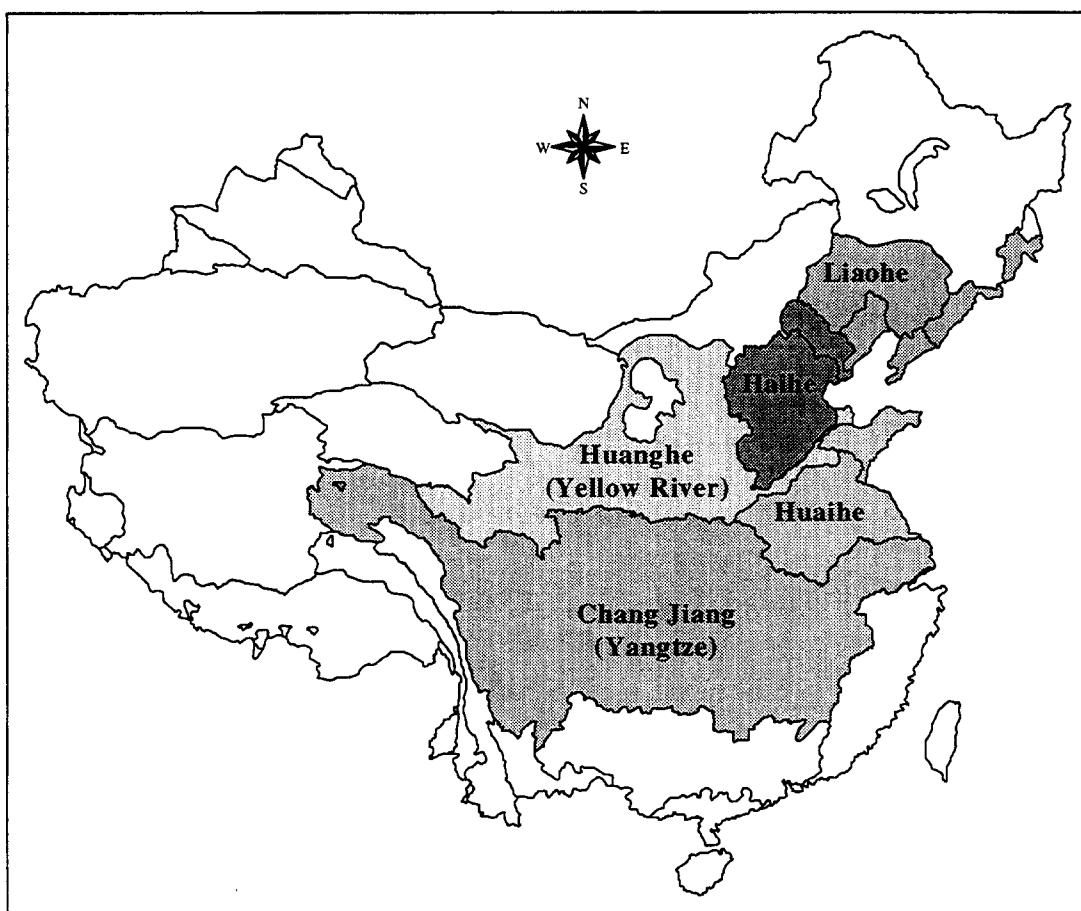 N
W E
S
Liaohe
Haihe
Huanghe
(Yellow River)
Huaihe
Chang Jiang
(Yangtze)